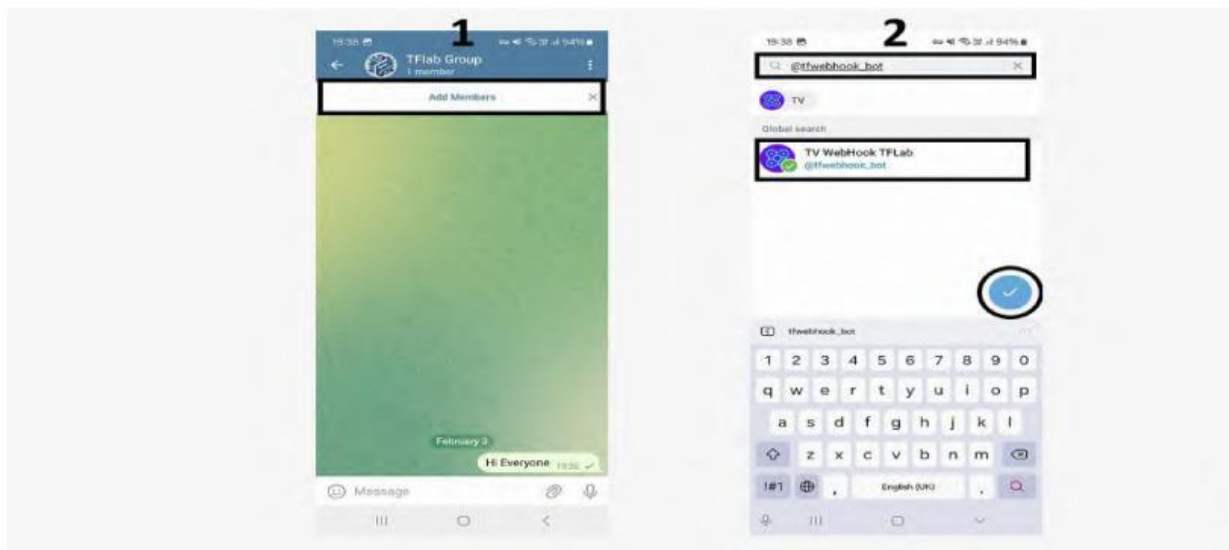 1
19:38 94%
TFlab Group
1 member
Add Members
February 3
Hi Everyone
Message
2
19:38 94%
@tfwebhook_bot
TV
Global search
TV WebHook TFLab
@tfwebhook_bot
tfwebhook_bot
1 2 3 4 5 6 7 8 9 0
q w e r t y u i o p
a s d f g h j k l
z x c v b n m
!#1 , English (UK) .